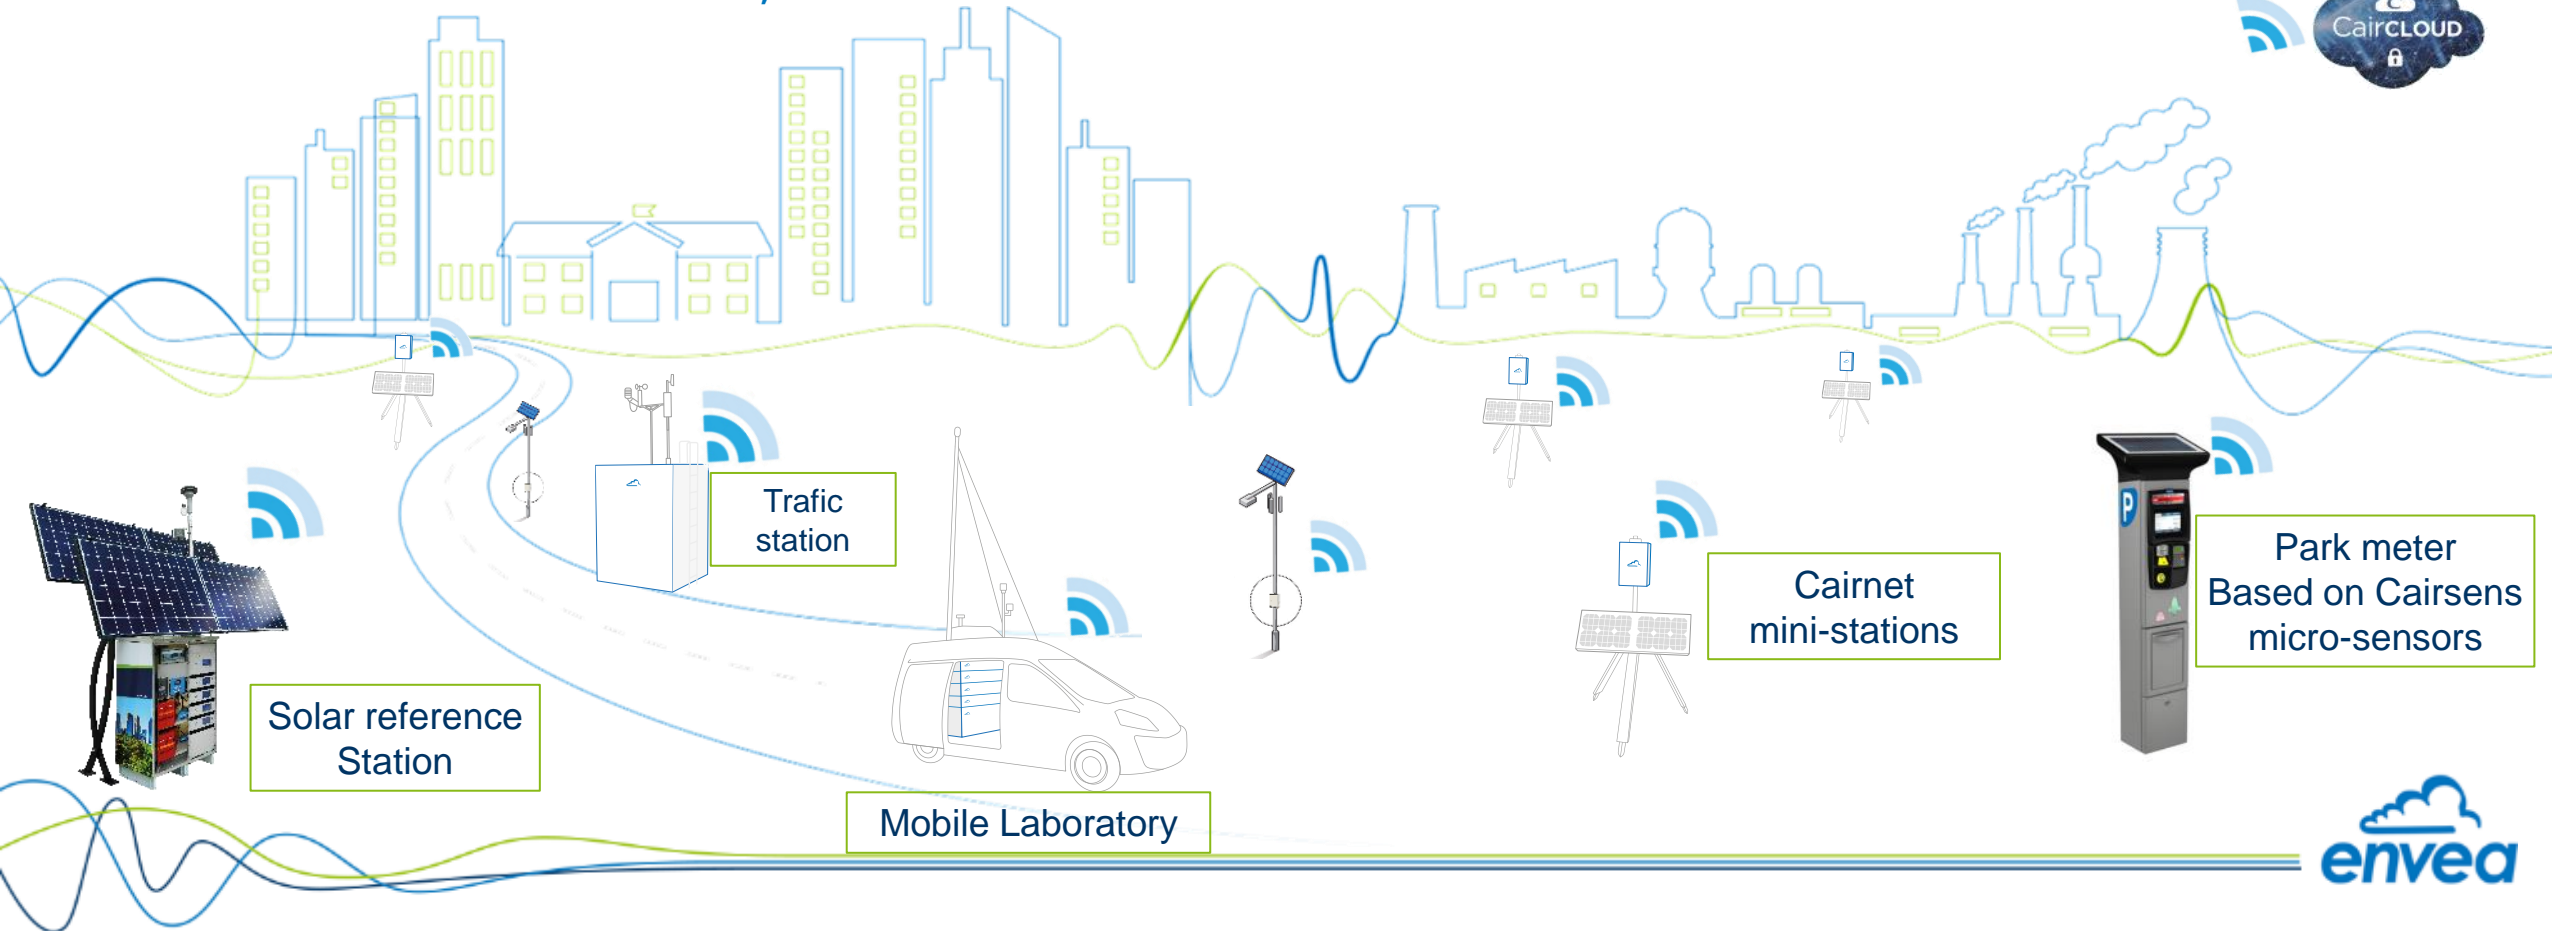 CairCLOUD
Trafic
station
P
Cairnet
mini-stations
Park meter
Based on Cairsens
micro-sensors
Solar reference
Station
Mobile Laboratory
envea